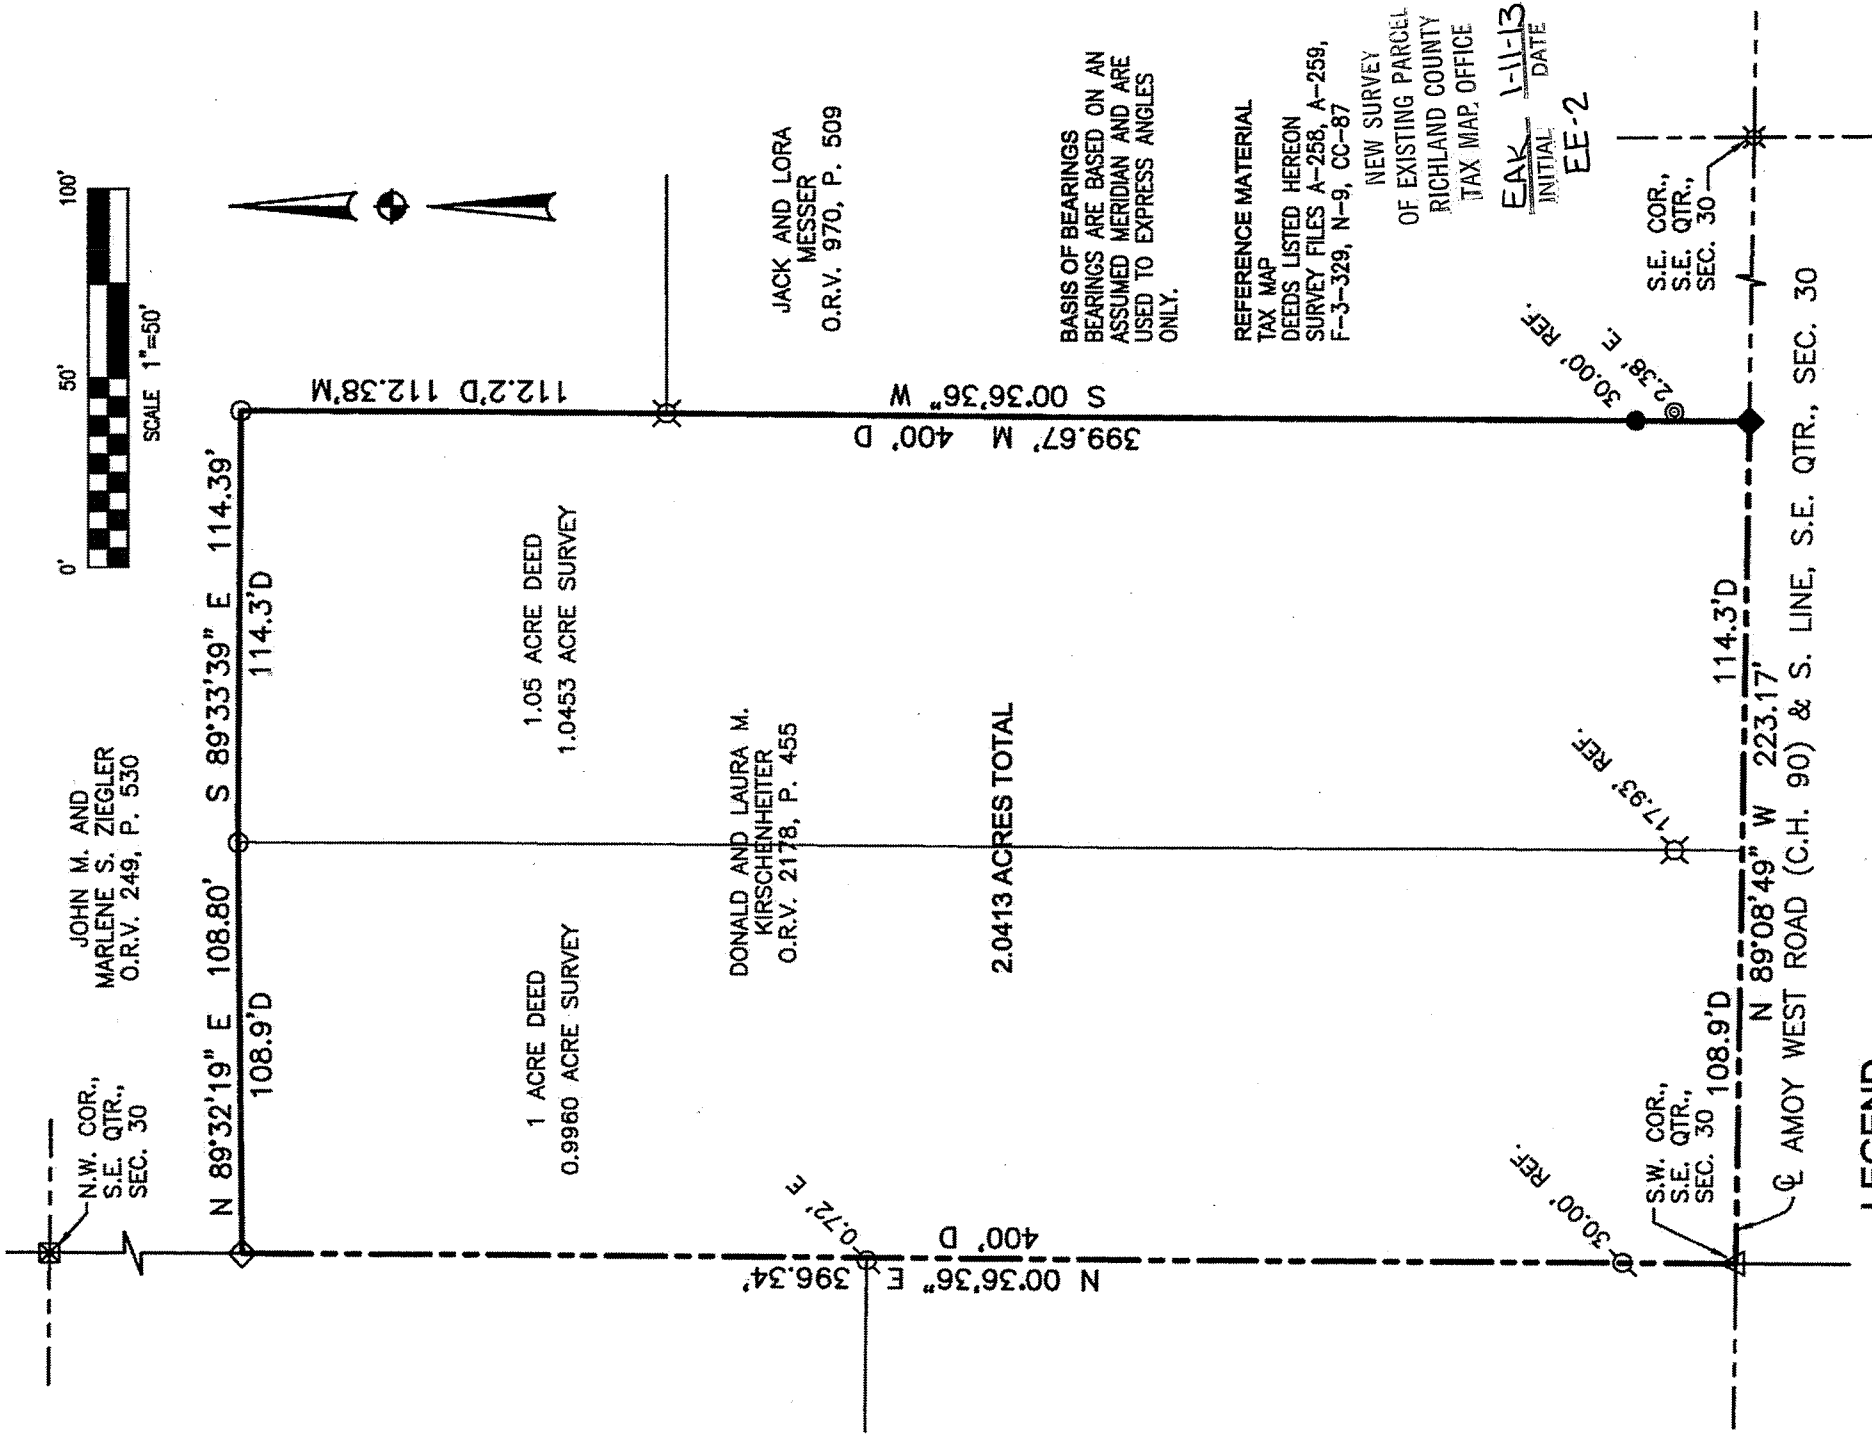 0' 50' 100'
SCALE 1"=50'
JOHN M. AND
MARLENE S. ZIEGLER
O.R.V. 249, P. 530
N.W. COR.,
S.E. QTR.,
SEC. 30
N 89°32'19" E 108.80'
108.9'D
S 89°33'39" E 114.39'
114.3'D
112.2'D 112.38'M
JACK AND LORA
MESSER
O.R.V. 970, P. 509
1 ACRE DEED
0.9960 ACRE SURVEY
1.05 ACRE DEED
1.0453 ACRE SURVEY
DONALD AND LAURA M.
KIRSCHENHEITER
O.R.V. 2178, P. 455
2.0413 ACRES TOTAL
S 00°36'36" W
399.67' M 400' D
0.72' E
400' D
N 00°36'36" E 396.34'
BASIS OF BEARINGS
BEARINGS ARE BASED ON AN
ASSUMED MERIDIAN AND ARE
USED TO EXPRESS ANGLES
ONLY.
REFERENCE MATERIAL
TAX MAP
DEEDS LISTED HEREON
SURVEY FILES A-258, A-259,
F-3-329, N-9, CC-87
NEW SURVEY
OF EXISTING PARCEL
RICHLAND COUNTY
TAX MAP OFFICE
EAK 1-11-13
INITIAL DATE
EE-2
30.00' REF.
2.38' E.
17.93' REF.
30.00' REF.
S.W. COR.,
S.E. QTR.,
SEC. 30
S.E. COR.,
S.E. QTR.,
SEC. 30
108.9'D
114.3'D
N 89°08'49" W 223.17'
℄ AMOY WEST ROAD (C.H. 90) & S. LINE, S.E. QTR., SEC. 30
LEGEND